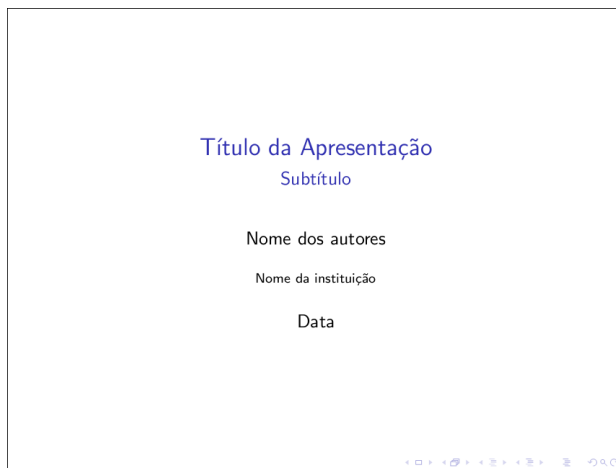 Título da Apresentação
Subtítulo
Nome dos autores
Nome da instituição
Data